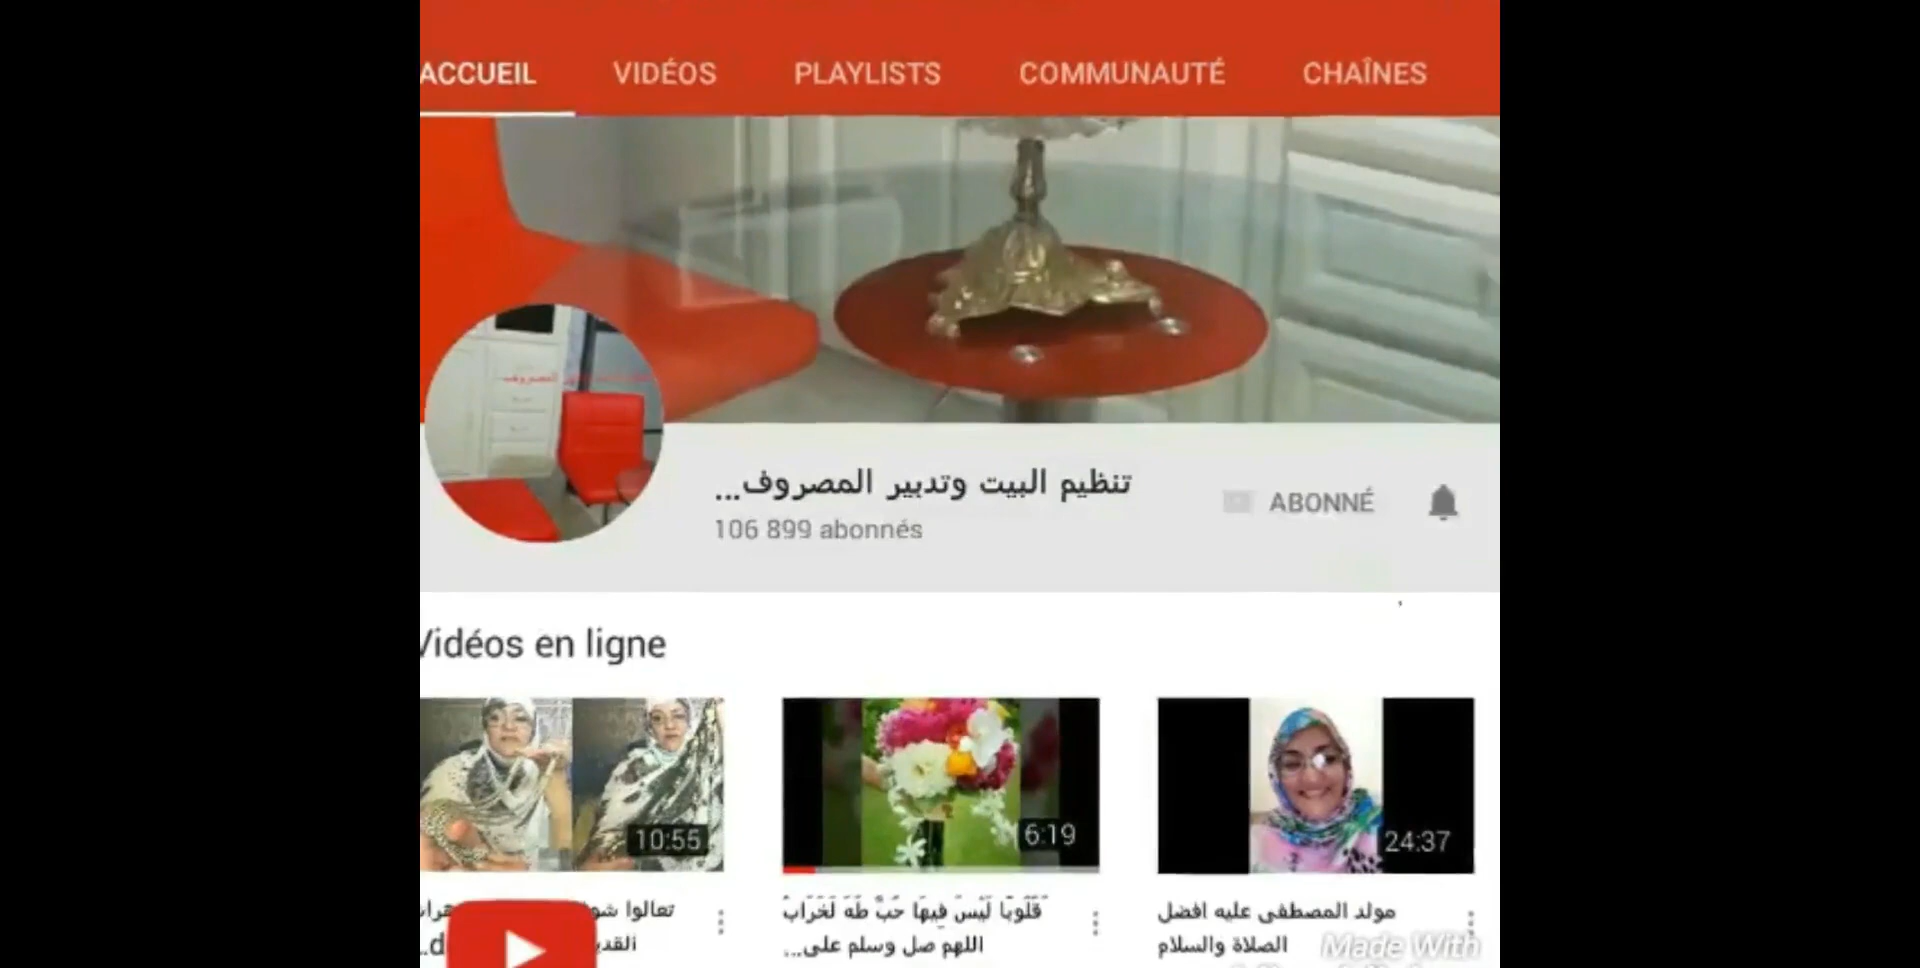 ACCUEIL VIDÉOS PLAYLISTS COMMUNAUTÉ CHAÎNES
المصروف
تنظيم البيت وتدبير المصروف...
106 899 abonnés
ABONNÉ
Vidéos en ligne
10:55
6:19
24:37
تعالوا
قُلُوبًا لَيْسَ فِيهَا حُبُّ طَهَ لَخَرَابُ
اللهم صل وسلم على...
مولد المصطفى عليه افضل
الصلاة والسلام
Made With